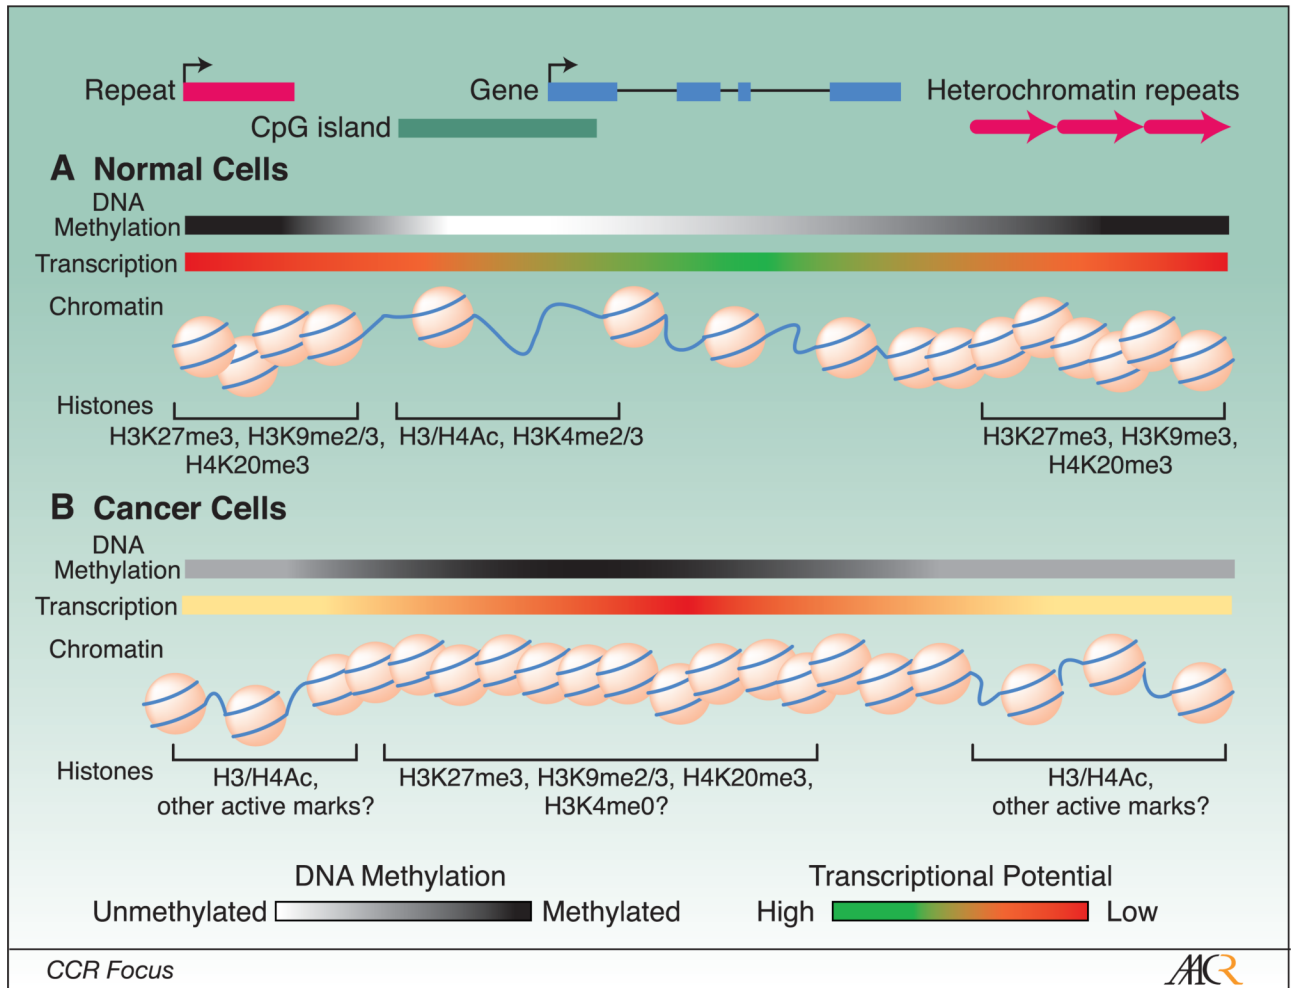 Repeat
Gene
Heterochromatin repeats
CpG island
A Normal Cells
DNA
Methylation
Transcription
Chromatin
Histones
H3K27me3, H3K9me2/3,
H4K20me3
H3/H4Ac, H3K4me2/3
H3K27me3, H3K9me3,
H4K20me3
B Cancer Cells
DNA
Methylation
Transcription
Chromatin
Histones
H3/H4Ac,
other active marks?
H3K27me3, H3K9me2/3, H4K20me3,
H3K4me0?
H3/H4Ac,
other active marks?
DNA Methylation
Unmethylated
Methylated
Transcriptional Potential
High
Low
CCR Focus
AACR